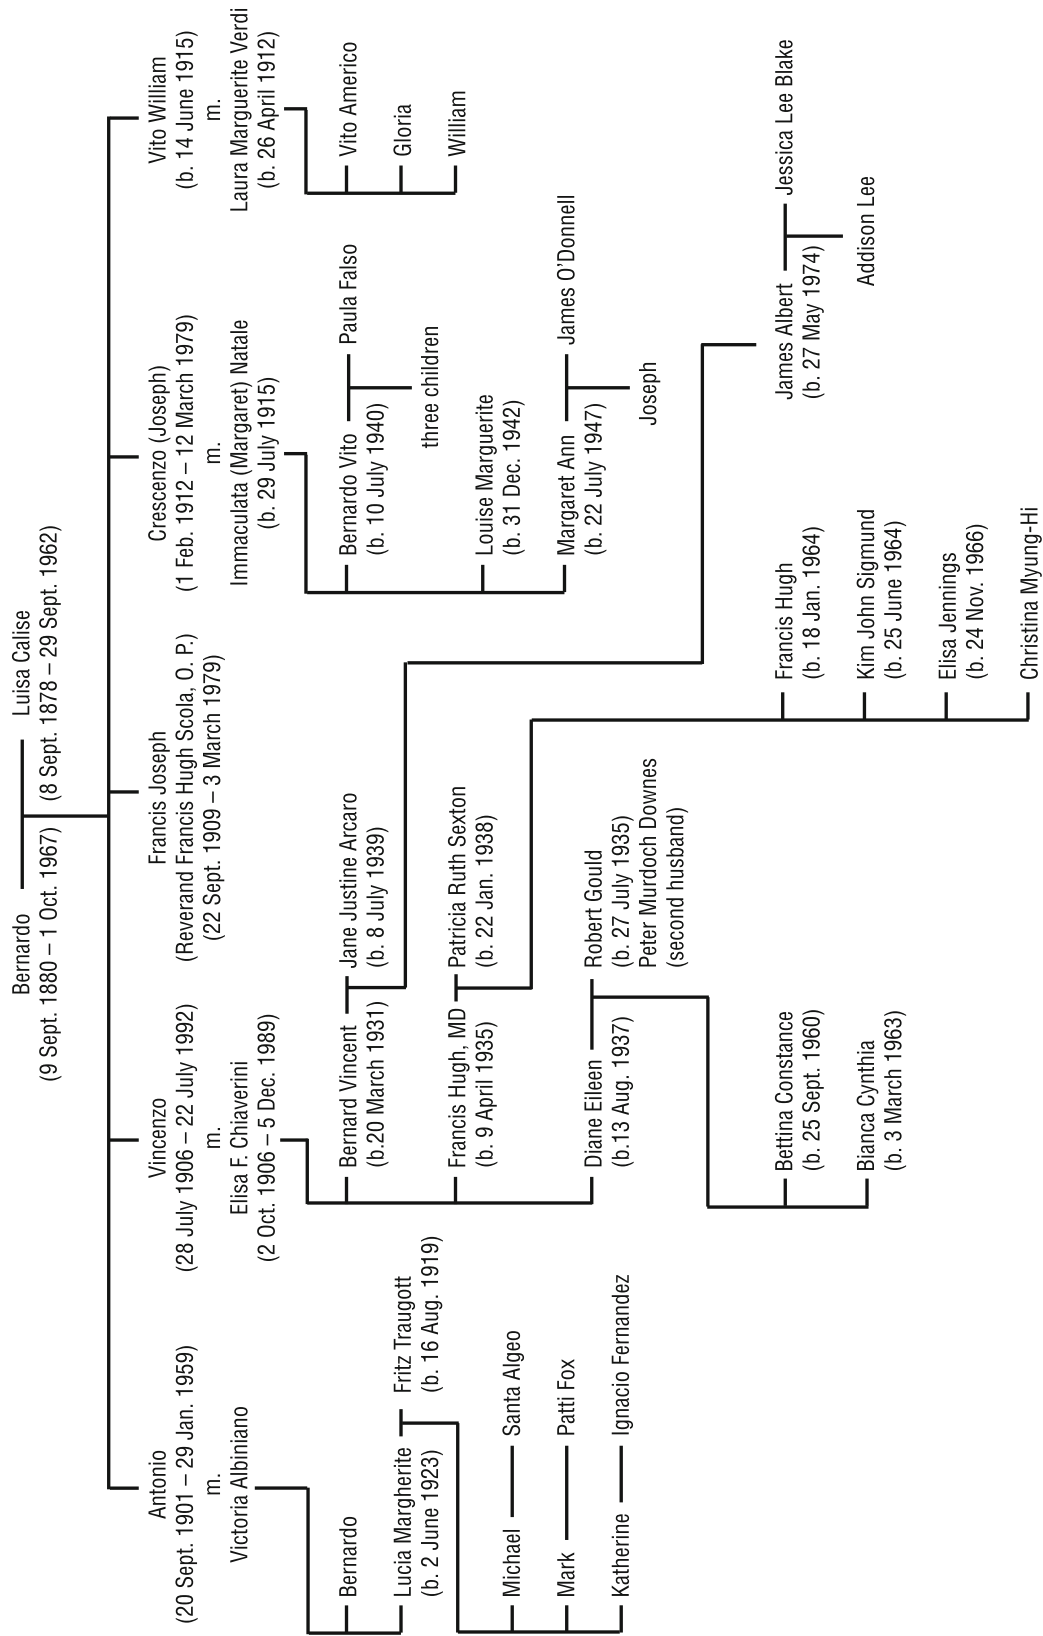 Bernardo
(9 Sept. 1880 – 1 Oct. 1967)
Luisa Calise
(8 Sept. 1878 – 29 Sept. 1962)
Antonio
(20 Sept. 1901 – 29 Jan. 1959)
m.
Victoria Albiniano
Bernardo
Lucia Margherite
(b. 2 June 1923)
Fritz Traugott
(b. 16 Aug. 1919)
Michael
Santa Algeo
Mark
Patti Fox
Katherine
Ignacio Fernandez
Vincenzo
(28 July 1906 – 22 July 1992)
m.
Elisa F. Chiaverini
(2 Oct. 1906 – 5 Dec. 1989)
Bernard Vincent
(b.20 March 1931)
Jane Justine Arcaro
(b. 8 July 1939)
Francis Hugh, MD
(b. 9 April 1935)
Patricia Ruth Sexton
(b. 22 Jan. 1938)
Diane Eileen
(b.13 Aug. 1937)
Robert Gould
(b. 27 July 1935)
Peter Murdoch Downes
(second husband)
Bettina Constance
(b. 25 Sept. 1960)
Bianca Cynthia
(b. 3 March 1963)
Francis Joseph
(Reverand Francis Hugh Scola, O. P.)
(22 Sept. 1909 – 3 March 1979)
Francis Hugh
(b. 18 Jan. 1964)
Kim John Sigmund
(b. 25 June 1964)
Elisa Jennings
(b. 24 Nov. 1966)
Christina Myung-Hi
Crescenzo (Joseph)
(1 Feb. 1912 – 12 March 1979)
m.
Immaculata (Margaret) Natale
(b. 29 July 1915)
Bernardo Vito
(b. 10 July 1940)
Paula Falso
three children
Louise Marguerite
(b. 31 Dec. 1942)
Margaret Ann
(b. 22 July 1947)
James O'Donnell
Joseph
James Albert
(b. 27 May 1974)
Jessica Lee Blake
Addison Lee
Vito William
(b. 14 June 1915)
m.
Laura Marguerite Verdi
(b. 26 April 1912)
Vito Americo
Gloria
William